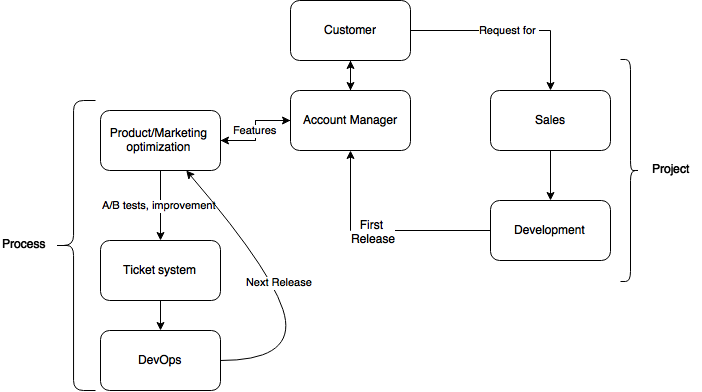 Customer
Request for
Account Manager
Sales
Product/Marketing
optimization
Features
Project
A/B tests, improvement
First
Release
Development
Process
Ticket system
Next Release
DevOps